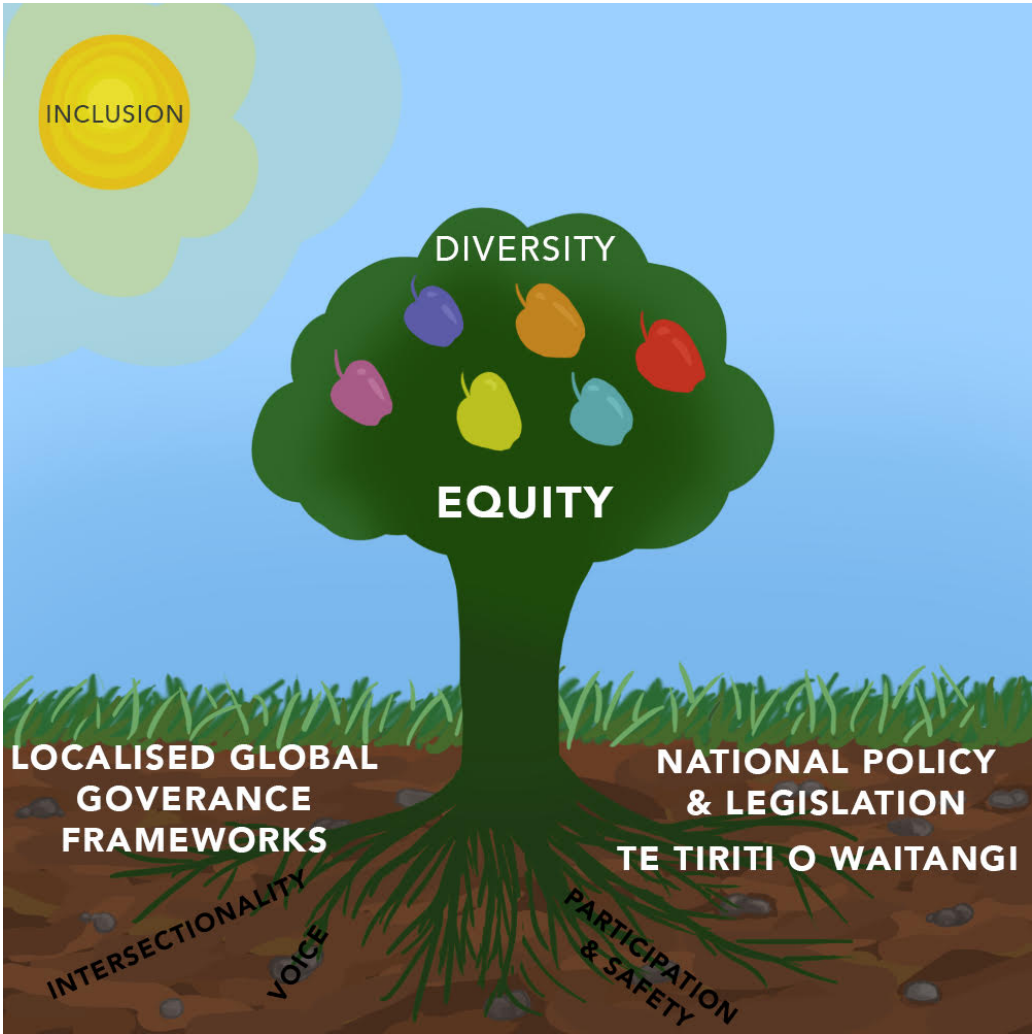 INCLUSION
DIVERSITY
EQUITY
LOCALISED GLOBAL
GOVERANCE
FRAMEWORKS
NATIONAL POLICY
& LEGISLATION
TE TIRITI O WAITANGI
INTERSECTIONALITY
VOICE
PARTICIPATION
& SAFETY